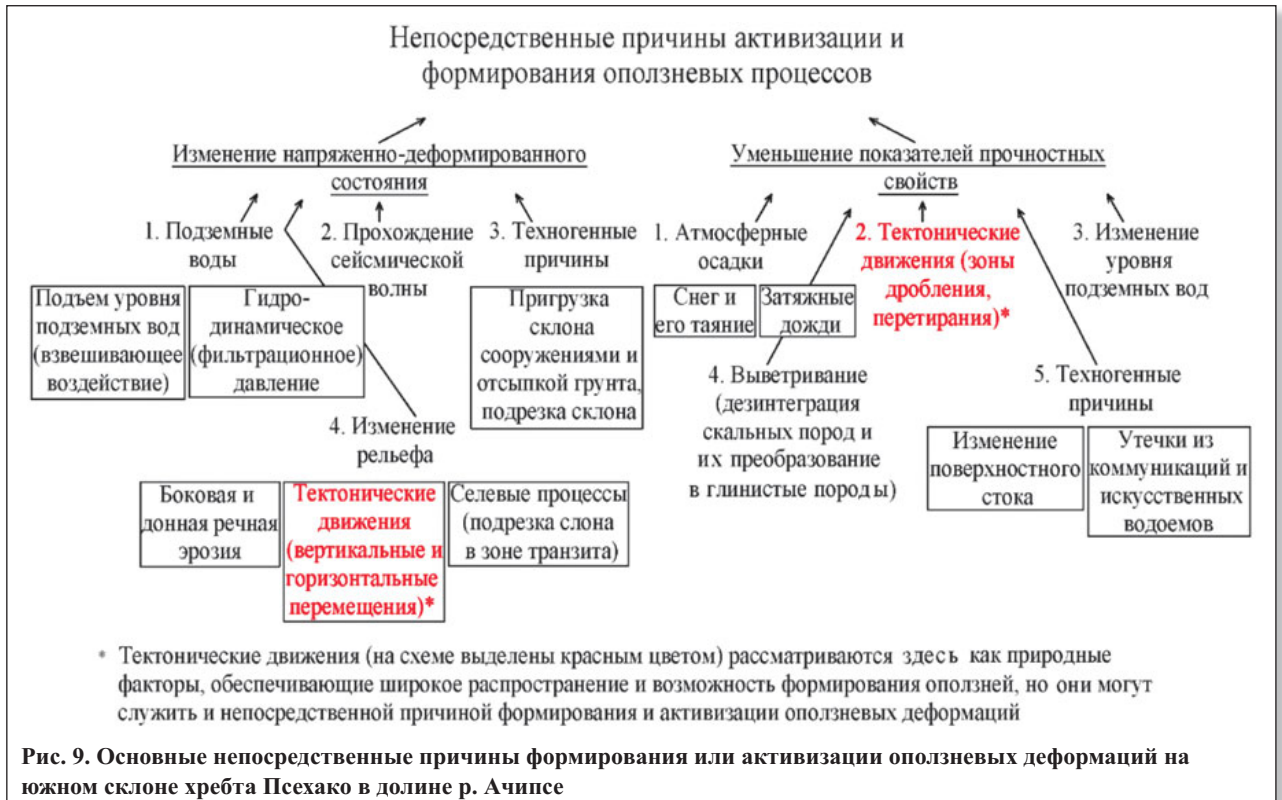 Непосредственные причины активизации и
формирования оползневых процессов
Изменение напряженно-деформированного
состояния
1. Подземные
воды
2. Прохождение
сейсмической
волны
3. Техногенные
причины
Подъем уровня
подземных вод
(взвешивающее
воздействие)
Гидро-
динамическое
(фильтрационное)
давление
Пригрузка
склона
сооружениями и
отсыпкой грунта,
подрезка склона
4. Изменение
рельефа
Боковая и
донная речная
эрозия
Тектонические
движения
(вертикальные и
горизонтальные
перемещения)*
Селевые процессы
(подрезка слона
в зоне транзита)
Уменьшение показателей прочностных
свойств
1. Атмосферные
осадки
2. Тектонические
движения (зоны
дробления,
перетирания)*
3. Изменение
уровня
подземных вод
Снег и
его таяние
Затяжные
дожди
4. Выветривание
(дезинтеграция
скальных пород и
их преобразование
в глинистые породы)
5. Техногенные
причины
Изменение
поверхностного
стока
Утечки из
коммуникаций и
искусственных
водоемов
* Тектонические движения (на схеме выделены красным цветом) рассматриваются здесь как природные
факторы, обеспечивающие широкое распространение и возможность формирования оползней, но они могут
служить и непосредственной причиной формирования и активизации оползневых деформаций
Рис. 9. Основные непосредственные причины формирования или активизации оползневых деформаций на
южном склоне хребта Псехако в долине р. Ачипсе